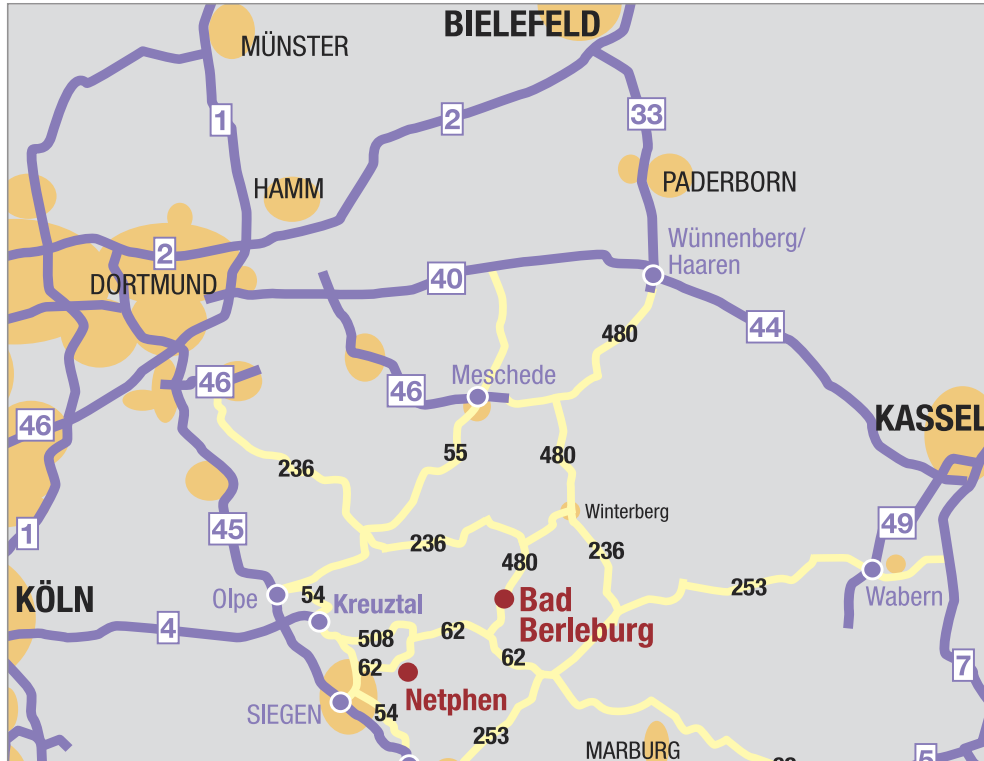 BIELEFELD
MÜNSTER
1
2
33
HAMM
PADERBORN
2
Wünnenberg/
Haaren
DORTMUND
40
44
480
Meschede
46
46
46
KASSEL
55
480
236
1
45
49
Winterberg
236
480
236
253
Wabern
KÖLN
Olpe
54
Kreuztal
Bad
Berleburg
4
508
62
62
62
7
Netphen
SIEGEN
54
253
MARBURG
5